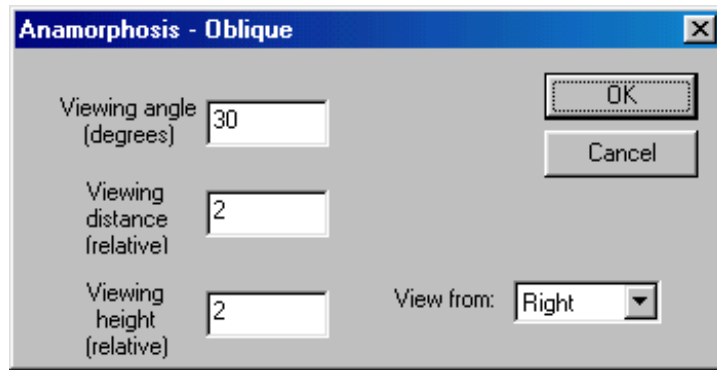 Anamorphosis - Oblique
Viewing angle
(degrees)
30
OK
Cancel
Viewing
distance
(relative)
2
Viewing
height
(relative)
2
View from:
Right